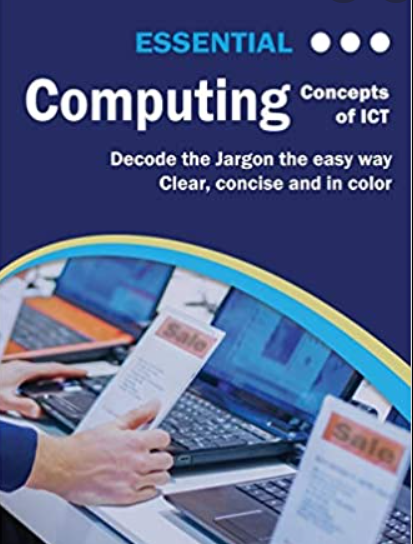 ESSENTIAL
Computing
Concepts
of ICT
Decode the Jargon the easy way
Clear, concise and in color
Sale
Sale